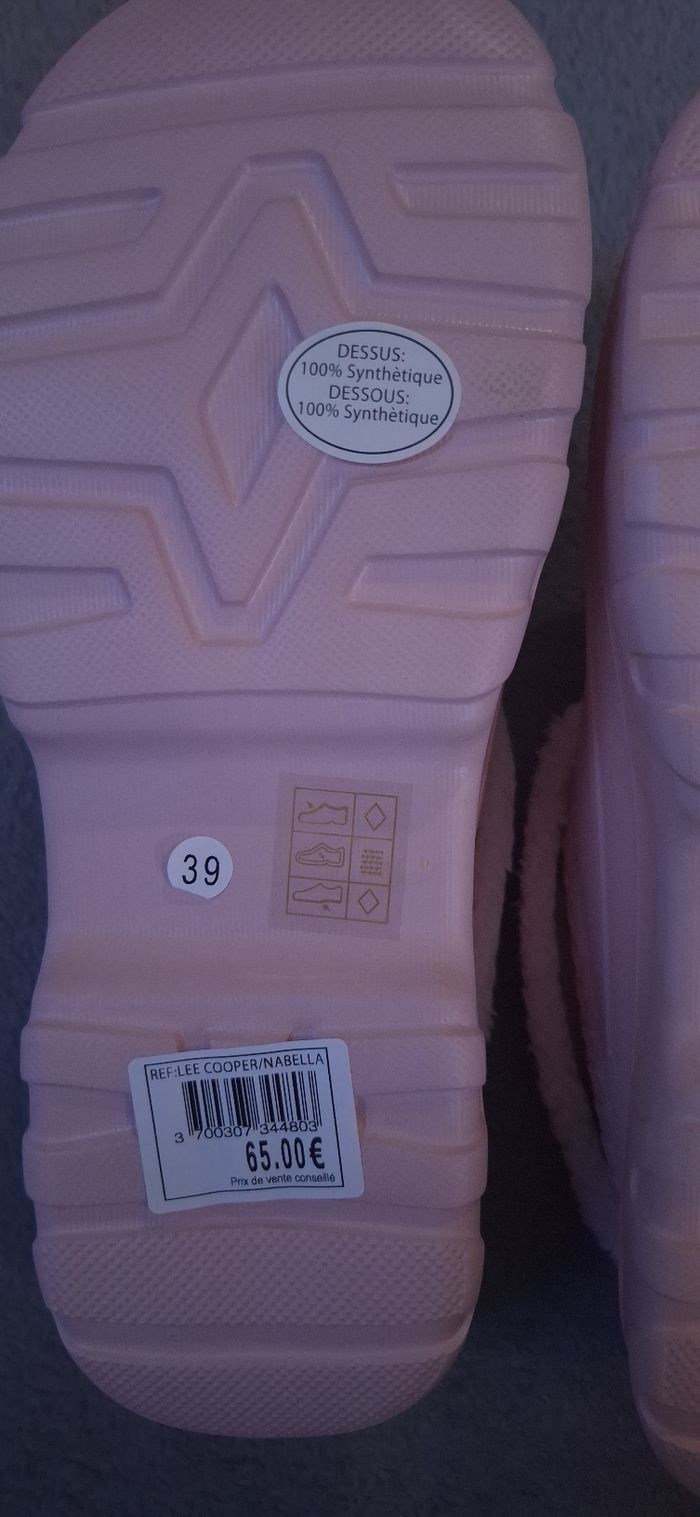 DESSUS:
100% Synthètique
DESSOUS:
100% Synthètique
39
REF:LEE COOPER/NABELLA
3 700307 344803
65.00€
Prix de vente conseillé